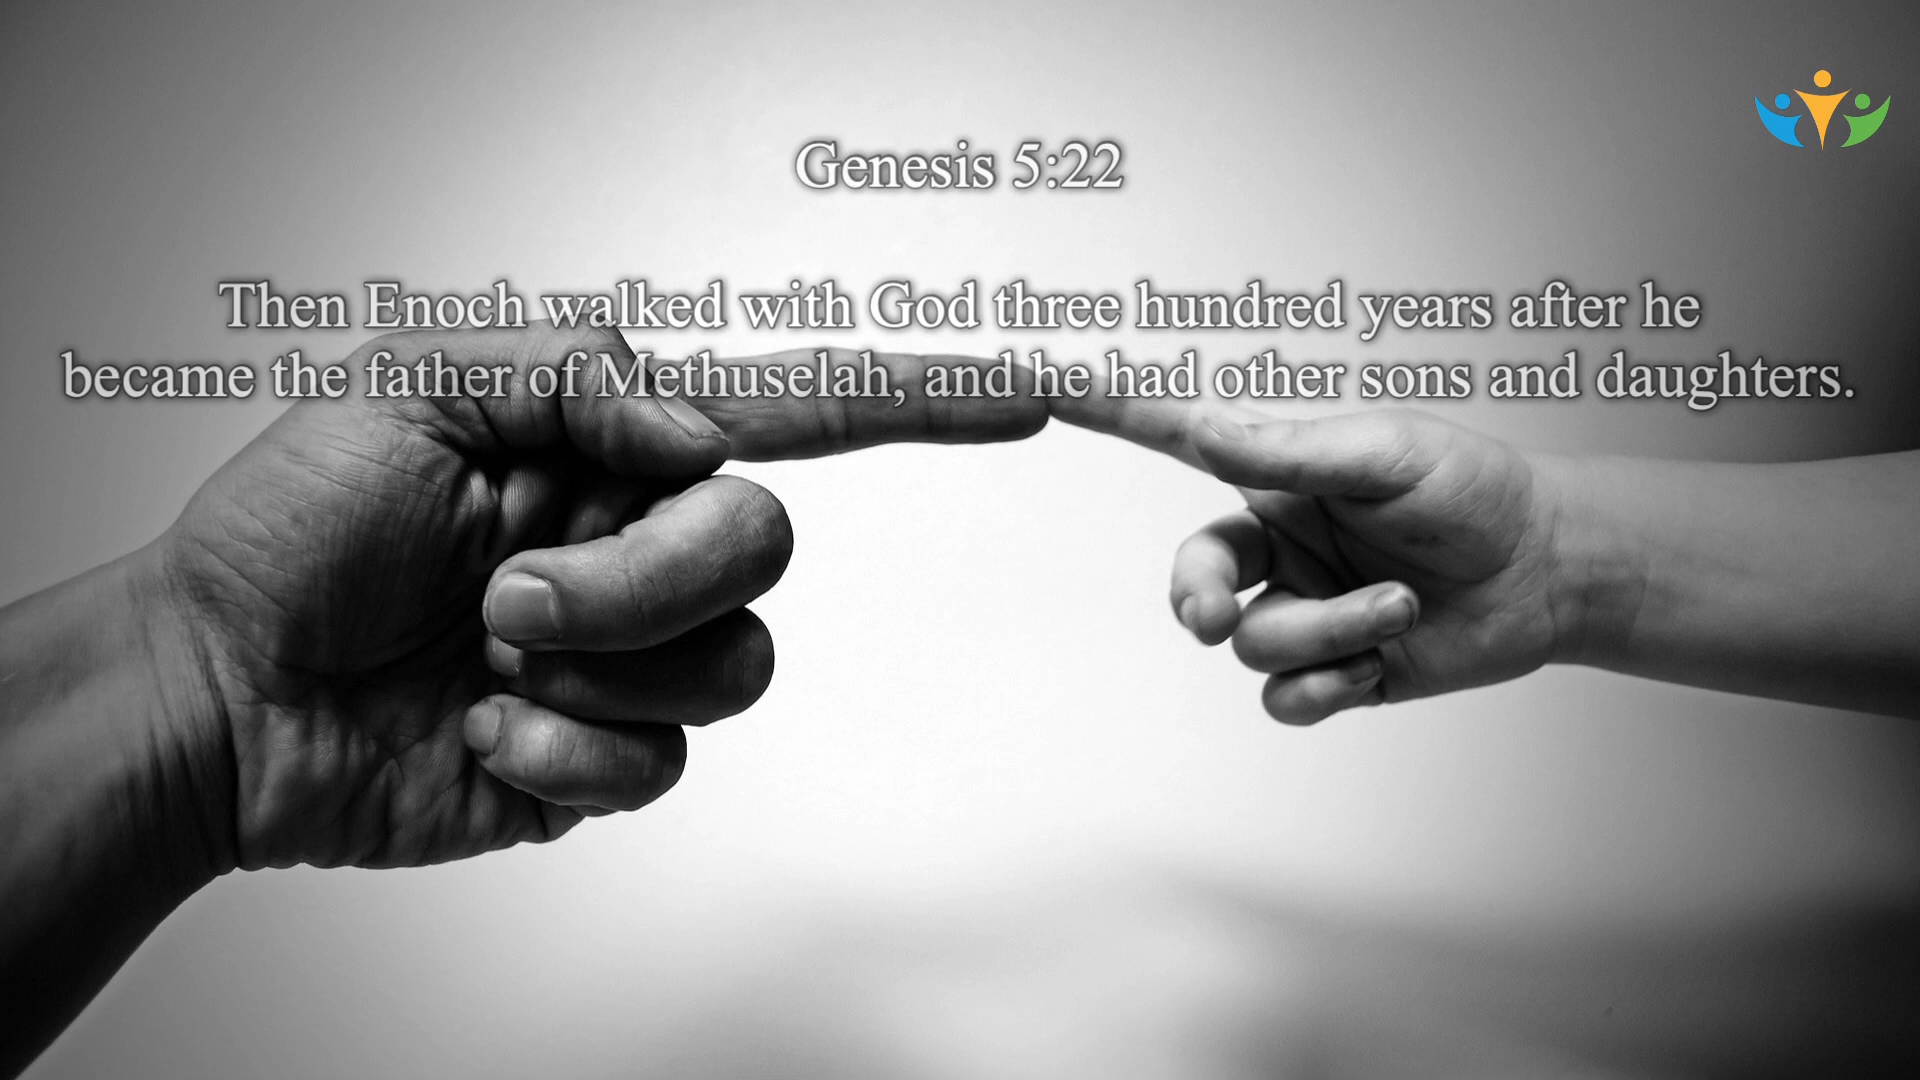 Genesis 5:22
Then Enoch walked with God three hundred years after he
became the father of Methuselah, and he had other sons and daughters.